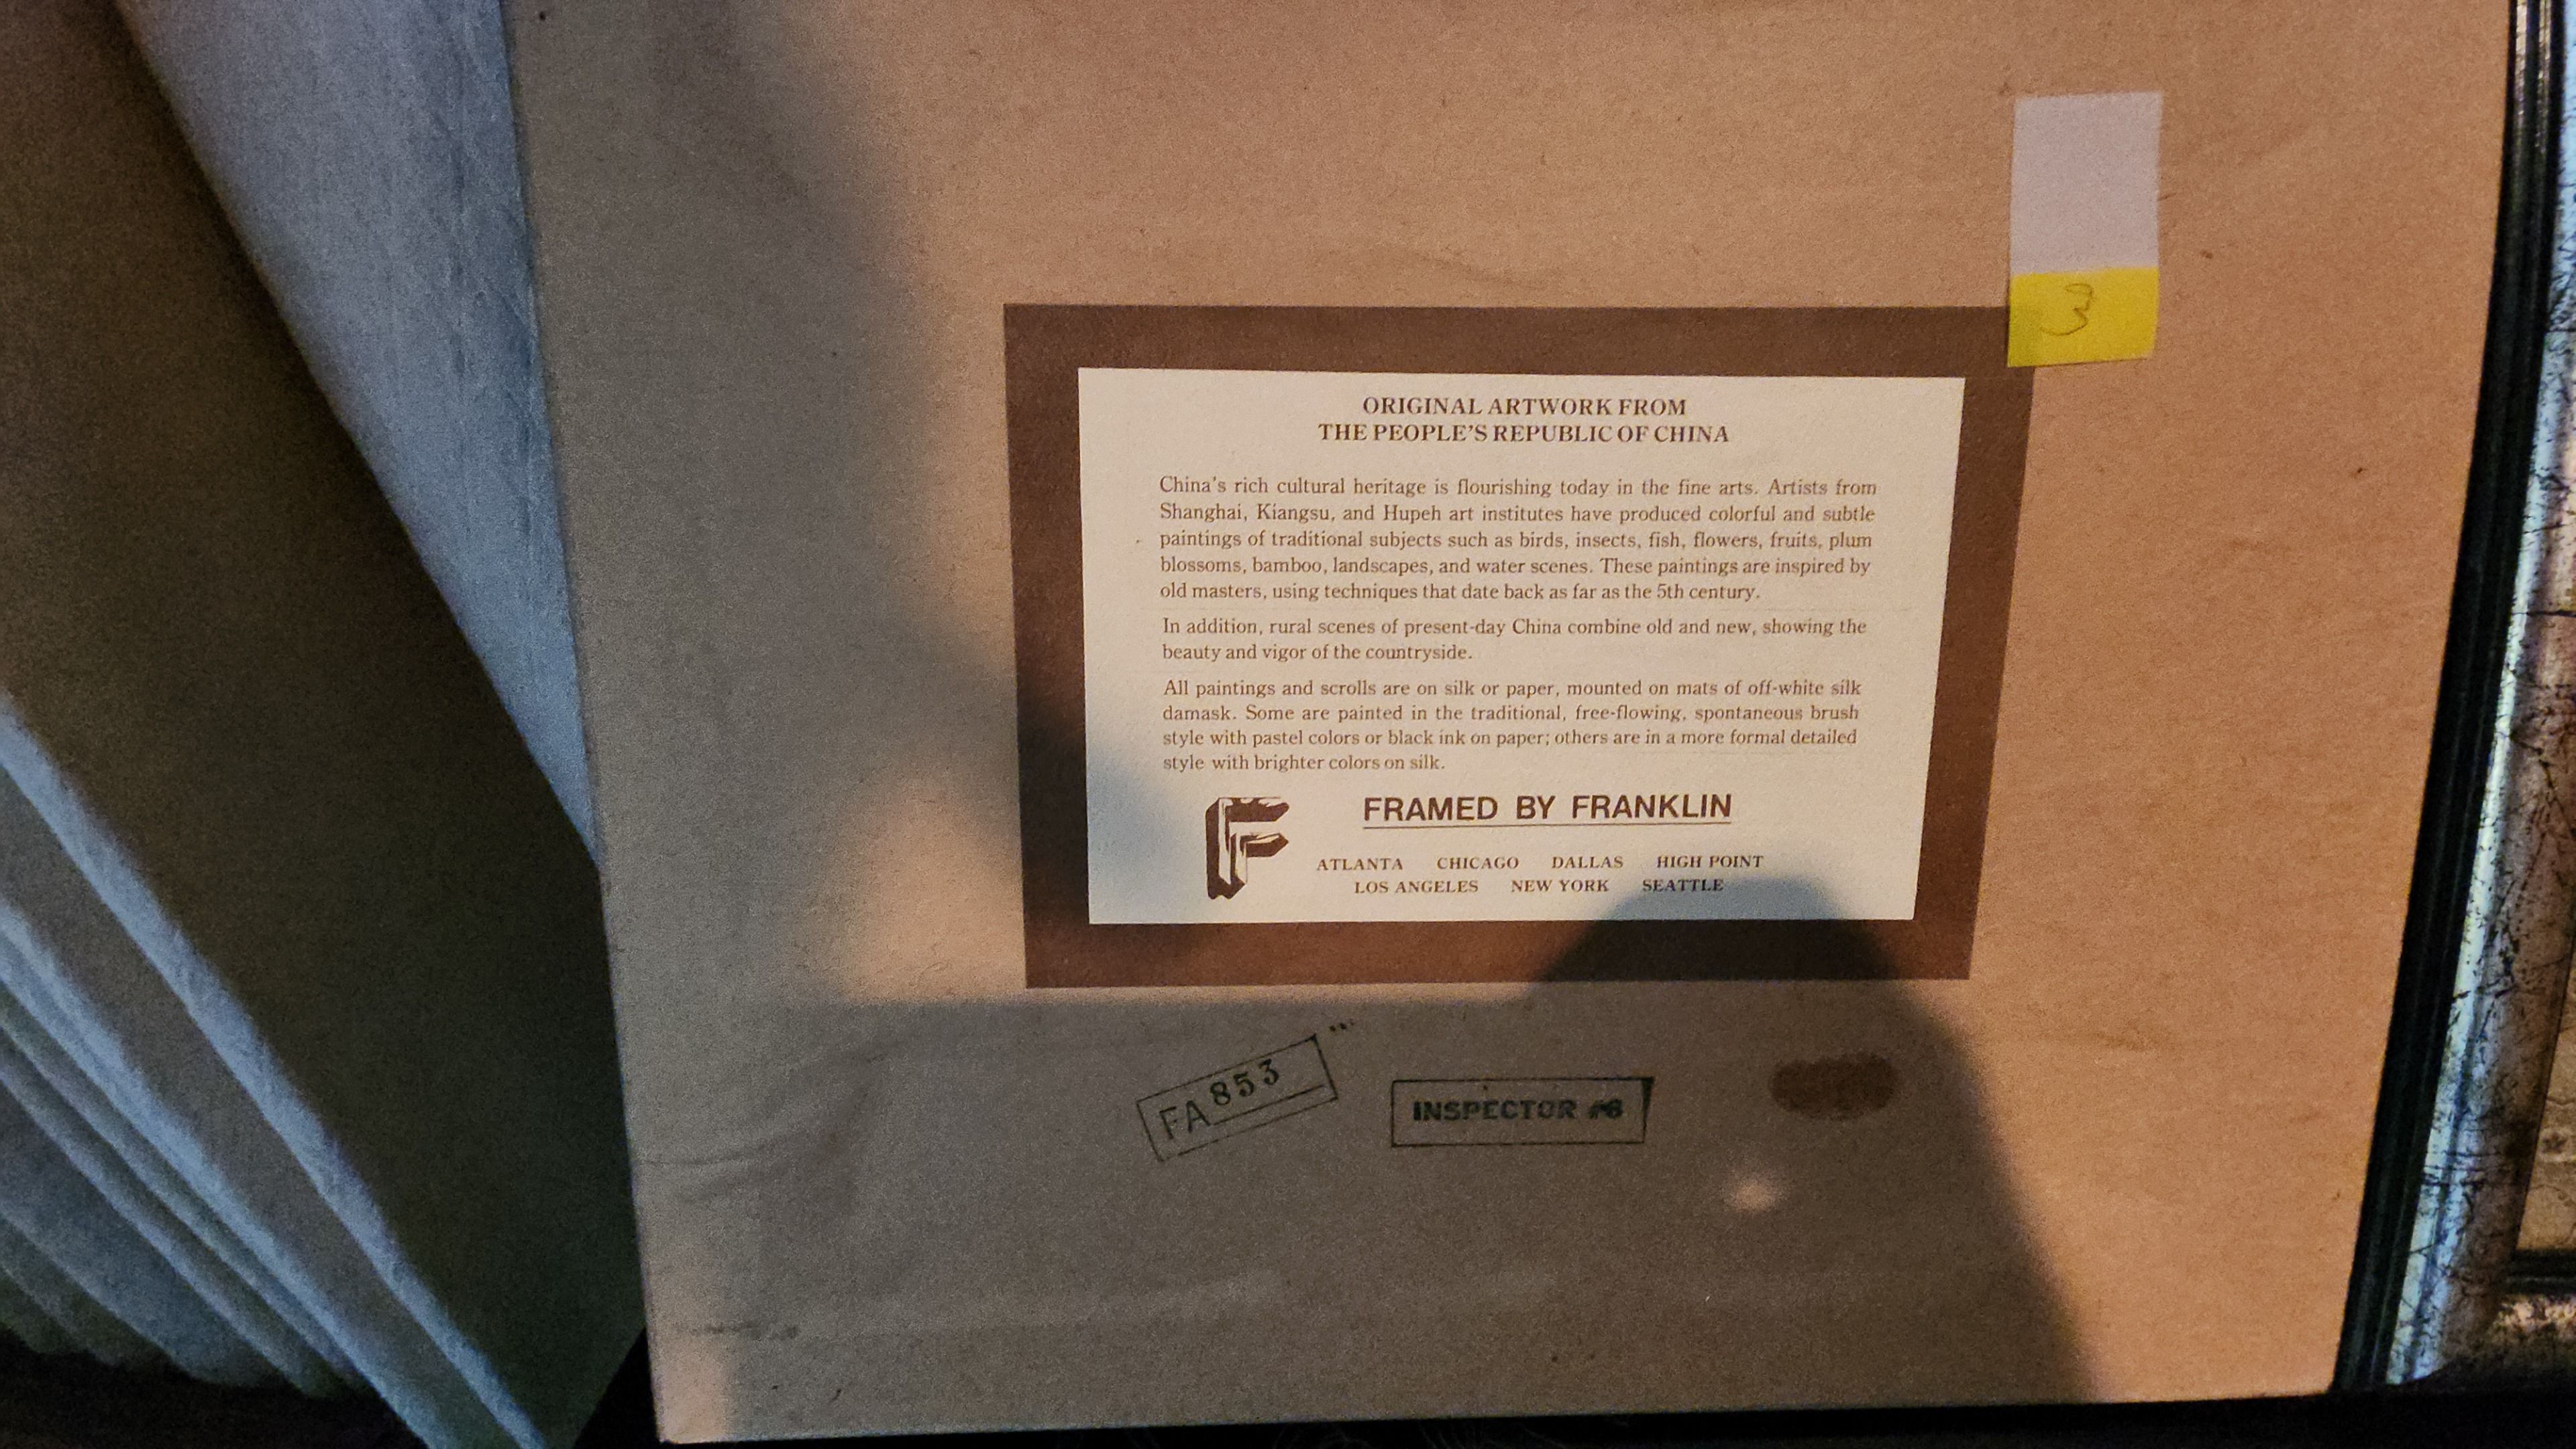 3
ORIGINAL ARTWORK FROM
THE PEOPLE'S REPUBLIC OF CHINA
China's rich cultural heritage is flourishing today in the fine arts. Artists from
Shanghai, Kiangsu, and Hupeh art institutes have produced colorful and subtle
paintings of traditional subjects such as birds, insects, fish, flowers, fruits, plum
blossoms, bamboo, landscapes, and water scenes. These paintings are inspired by
old masters, using techniques that date back as far as the 5th century.
In addition, rural scenes of present-day China combine old and new, showing the
beauty and vigor of the countryside.
All paintings and scrolls are on silk or paper, mounted on mats of off-white silk
damask. Some are painted in the traditional, free-flowing, spontaneous brush
style with pastel colors or black ink on paper; others are in a more formal detailed
style with brighter colors on silk.
F
FRAMED BY FRANKLIN
ATLANTA CHICAGO DALLAS HIGH POINT
LOS ANGELES NEW YORK SEATTLE
FA 853
INSPECTOR #6